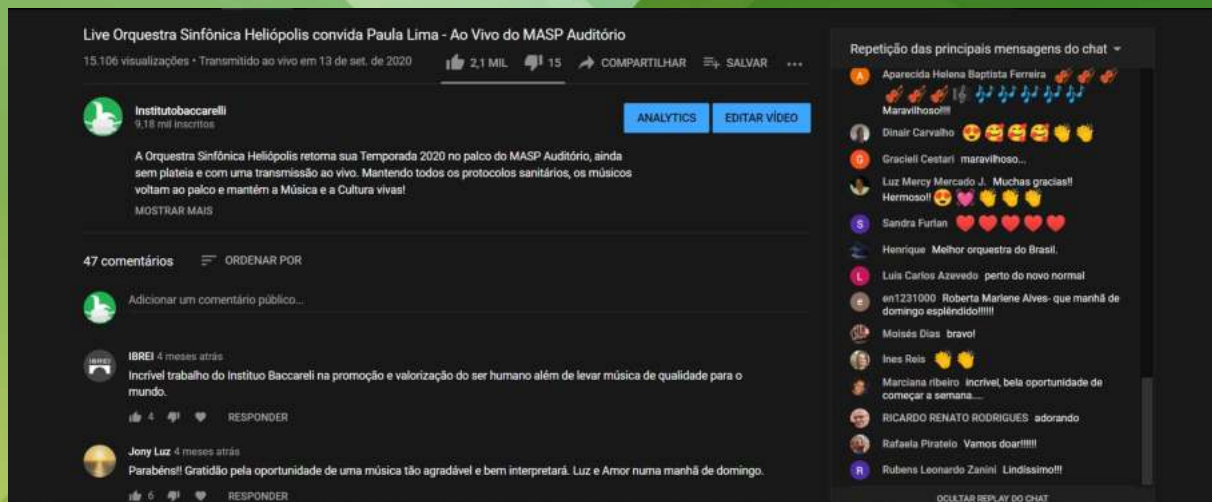 Live Orquestra Sinfônica Heliópolis convida Paula Lima - Ao Vivo do MASP Auditório
15.106 visualizações • Transmitido ao vivo em 13 de set. de 2020
2,1 MIL
15
COMPARTILHAR
SALVAR
Institutobaccarelli
9,18 mil inscritos
ANALYTICS
EDITAR VÍDEO
A Orquestra Sinfônica Heliópolis retoma sua Temporada 2020 no palco do MASP Auditório, ainda
sem plateia e com uma transmissão ao vivo. Mantendo todos os protocolos sanitários, os músicos
voltam ao palco e mantém a Música e a Cultura vivas!
MOSTRAR MAIS
47 comentários
ORDENAR POR
Adicionar um comentário público...
IBREI 4 meses atrás
Incrível trabalho do Instituo Baccareli na promoção e valorização do ser humano além de levar música de qualidade para o
mundo.
4
RESPONDER
Jony Luz 4 meses atrás
Parabéns!! Gratidão pela oportunidade de uma música tão agradável e bem interpretará. Luz e Amor numa manhã de domingo.
6
RESPONDER
Repetição das principais mensagens do chat
A
Aparecida Helena Baptista Ferreira 🎻🎻🎻
🎻🎻🎻🎼🎶🎶🎶🎶🎶
Maravilhoso!!!!
Dinair Carvalho 😍🥰🥰🥰👏👏
G
Gracieli Cestari maravilhoso...
Luz Mercy Mercado J. Muchas gracias!!
Hermoso!! 😍💓👏👏👏
S
Sandra Furlan ❤️❤️❤️❤️❤️
Henrique Melhor orquestra do Brasil.
L
Luis Carlos Azevedo perto do novo normal
e
en1231000 Roberta Marlene Alves- que manhã de
domingo esplêndido!!!!!!
Moisés Dias bravo!
Ines Reis 👏👏
Marciana ribeiro incrível, bela oportunidade de
começar a semana....
RICARDO RENATO RODRIGUES adorando
Rafaela Piratelo Vamos doar!!!!!!
R
Rubens Leonardo Zanini Lindíssimo!!!
OCULTAR REPLAY DO CHAT